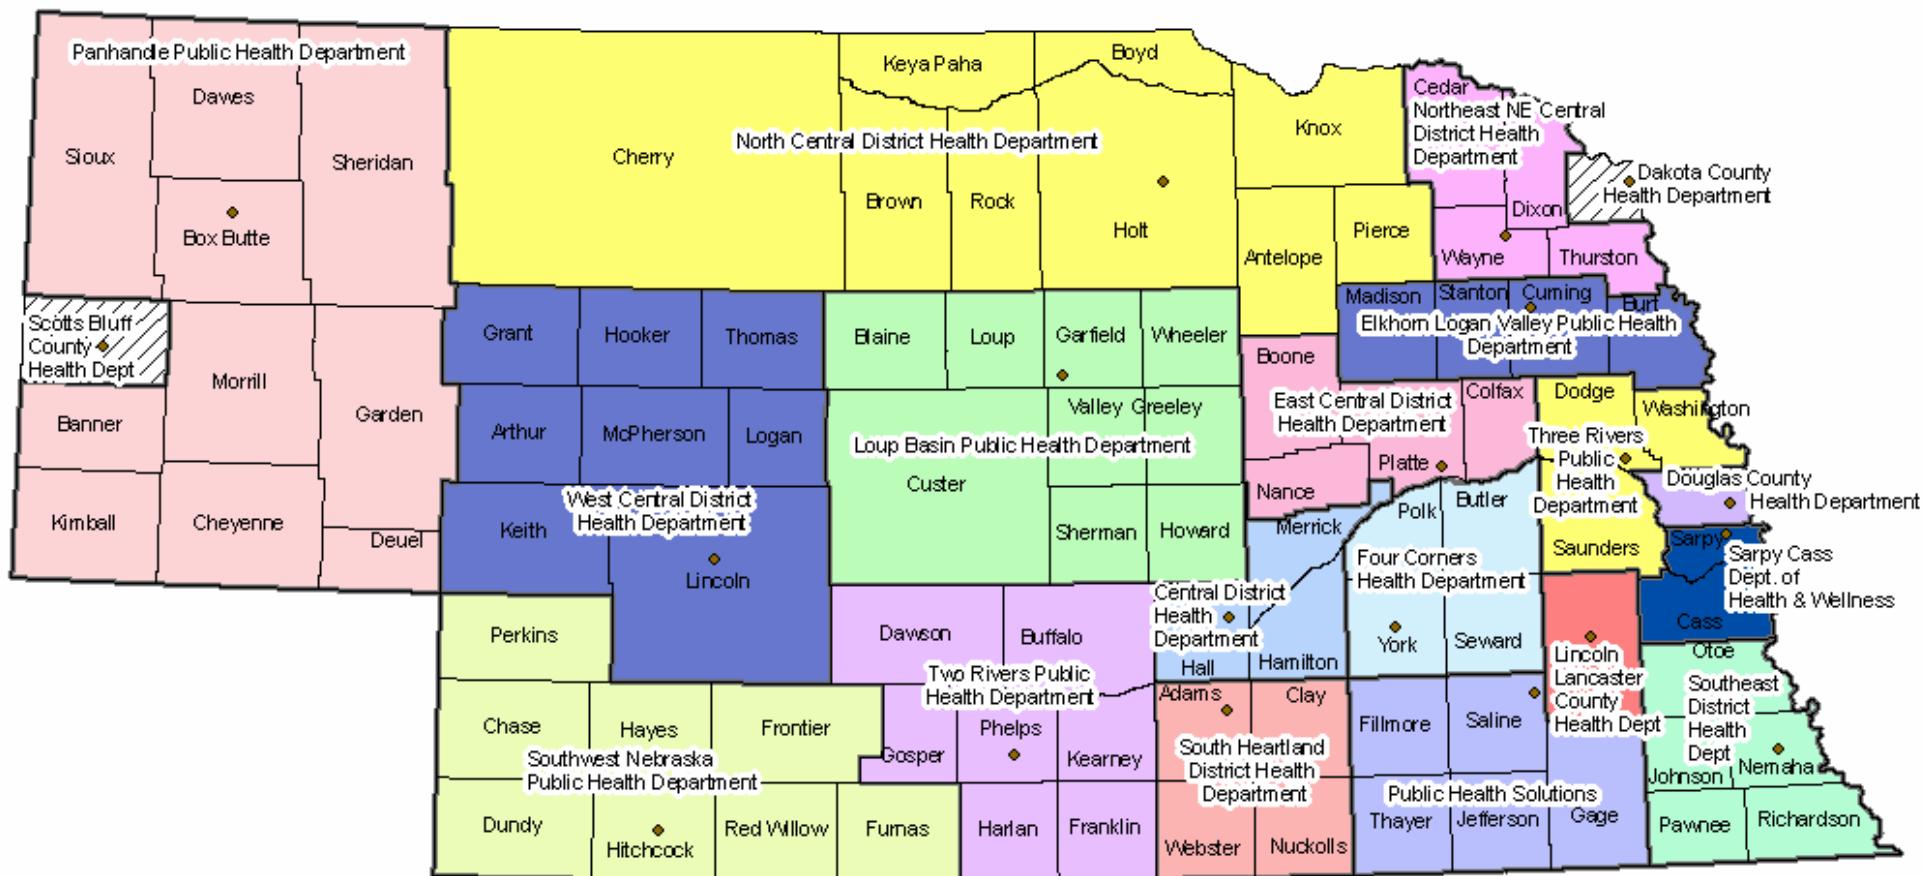 Panhandle Public Health Department
Dawes
Sioux
Sheridan
Box Butte
Scotts Bluff
County
Health Dept
Morrill
Banner
Garden
Kimball
Cheyenne
Deuel
Keya Paha
Boyd
Cherry
North Central District Health Department
Knox
Brown
Rock
Holt
Antelope
Pierce
Cedar
Northeast NE Central
District Health
Department
Dakota County
Health Department
Dixon
Wayne
Thurston
Grant
Hooker
Thomas
Arthur
McPherson
Logan
West Central District
Health Department
Keith
Lincoln
Blaine
Loup
Garfield
Wheeler
Valley
Greeley
Loup Basin Public Health Department
Custer
Sherman
Howard
Madison
Stanton
Cuming
Burt
Elkhorn Logan Valley Public Health
Department
Boone
Colfax
East Central District
Health Department
Platte
Nance
Dodge
Washington
Three Rivers
Public
Health
Department
Saunders
Douglas County
Health Department
Sarpy
Sarpy Cass
Dept. of
Health & Wellness
Cass
Merrick
Polk
Butler
Four Corners
Health Department
York
Seward
Central District
Health
Department
Hall
Hamilton
Perkins
Chase
Hayes
Frontier
Southwest Nebraska
Public Health Department
Dundy
Hitchcock
Red Willow
Furnas
Dawson
Buffalo
Two Rivers Public
Health Department
Gosper
Phelps
Kearney
Harlan
Franklin
Adams
Clay
South Heartland
District Health
Department
Webster
Nuckolls
Fillmore
Saline
Public Health Solutions
Thayer
Jefferson
Gage
Lincoln
Lancaster
County
Health Dept
Otoe
Southeast
District
Health
Dept
Johnson
Nemaha
Pawnee
Richardson